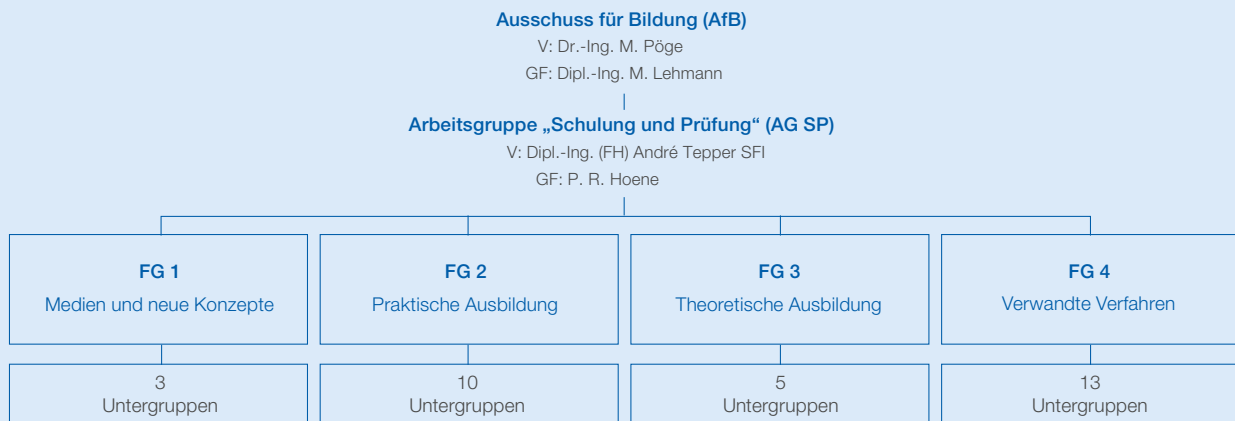 Ausschuss für Bildung (AfB)
V: Dr.-Ing. M. Pöge
GF: Dipl.-Ing. M. Lehmann
Arbeitsgruppe „Schulung und Prüfung“ (AG SP)
V: Dipl.-Ing. (FH) André Tepper SFI
GF: P. R. Hoene
FG 1
Medien und neue Konzepte
FG 2
Praktische Ausbildung
FG 3
Theoretische Ausbildung
FG 4
Verwandte Verfahren
3
Untergruppen
10
Untergruppen
5
Untergruppen
13
Untergruppen